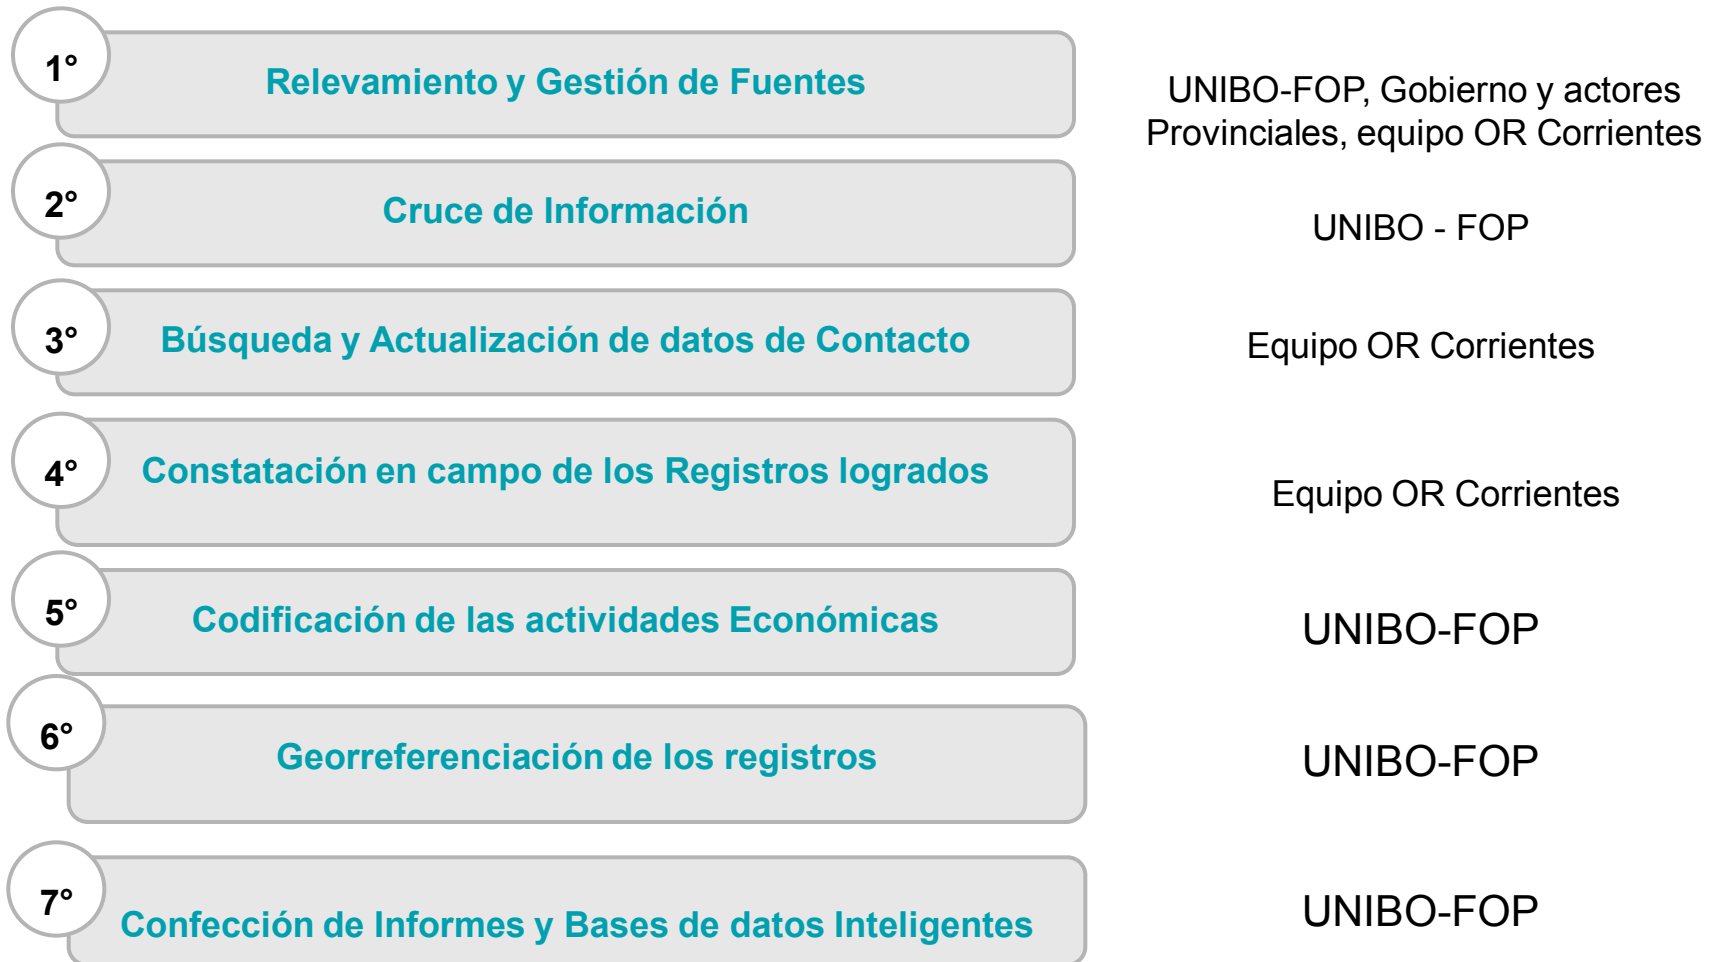 1°
Relevamiento y Gestión de Fuentes
UNIBO-FOP, Gobierno y actores
Provinciales, equipo OR Corrientes
2°
Cruce de Información
UNIBO - FOP
3°
Búsqueda y Actualización de datos de Contacto
Equipo OR Corrientes
4°
Constatación en campo de los Registros logrados
Equipo OR Corrientes
5°
Codificación de las actividades Económicas
UNIBO-FOP
6°
Georreferenciación de los registros
UNIBO-FOP
7°
Confección de Informes y Bases de datos Inteligentes
UNIBO-FOP